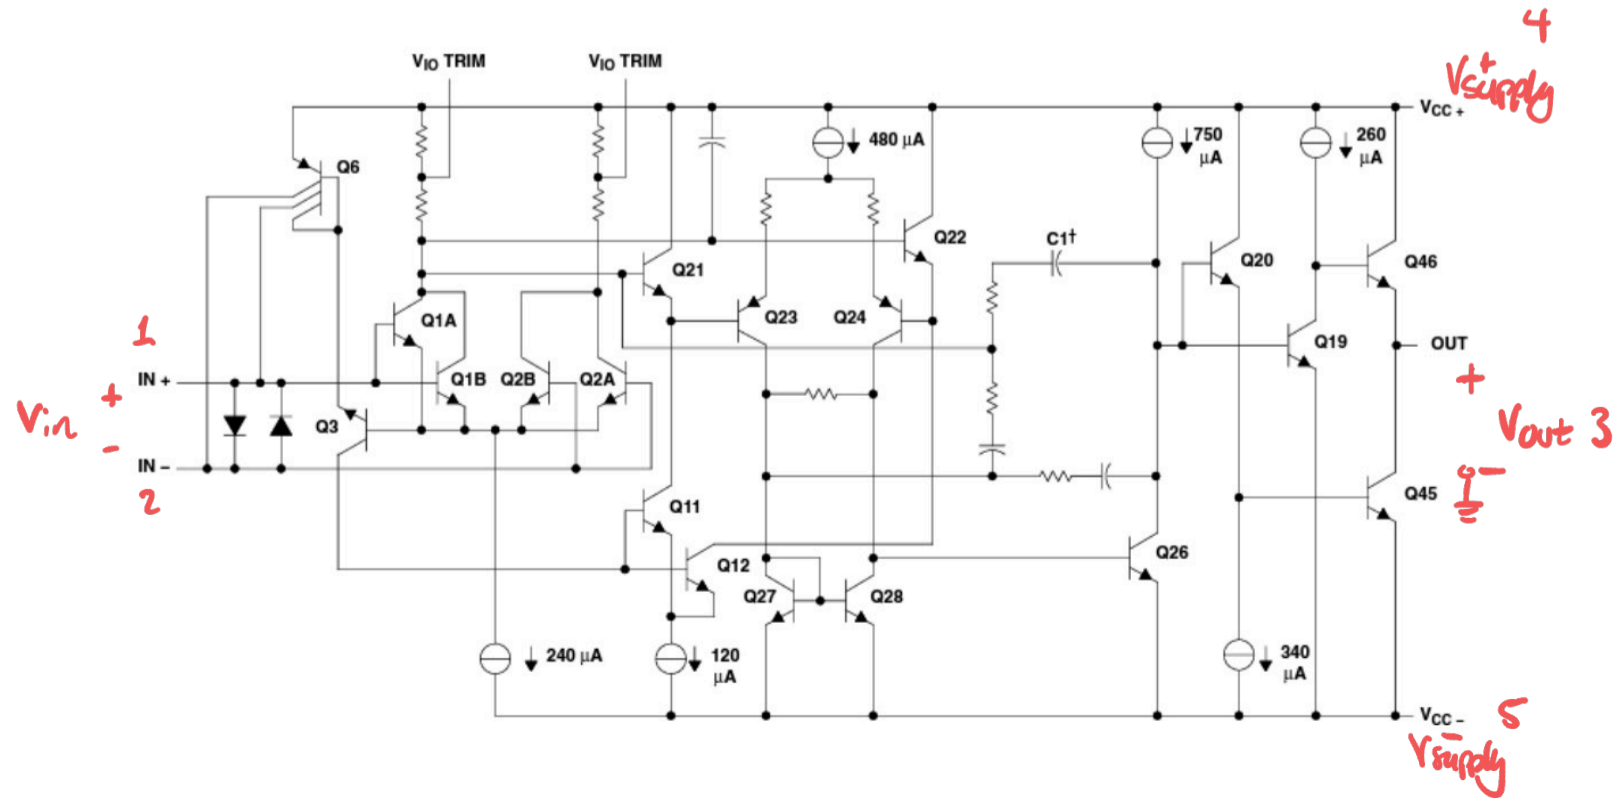 4
V+supply
VIO TRIM
VIO TRIM
VCC +
480 μA
750 μA
260 μA
Q6
Q22
C1†
Q20
Q46
Q21
Q1A
Q23
Q24
Q19
OUT
1
IN +
Q1B
Q2B
Q2A
+
Vin
+
-
Q3
Vout 3
-
IN –
2
Q11
Q45
Q12
Q26
Q27
Q28
240 μA
120 μA
340 μA
VCC –
5
V-supply